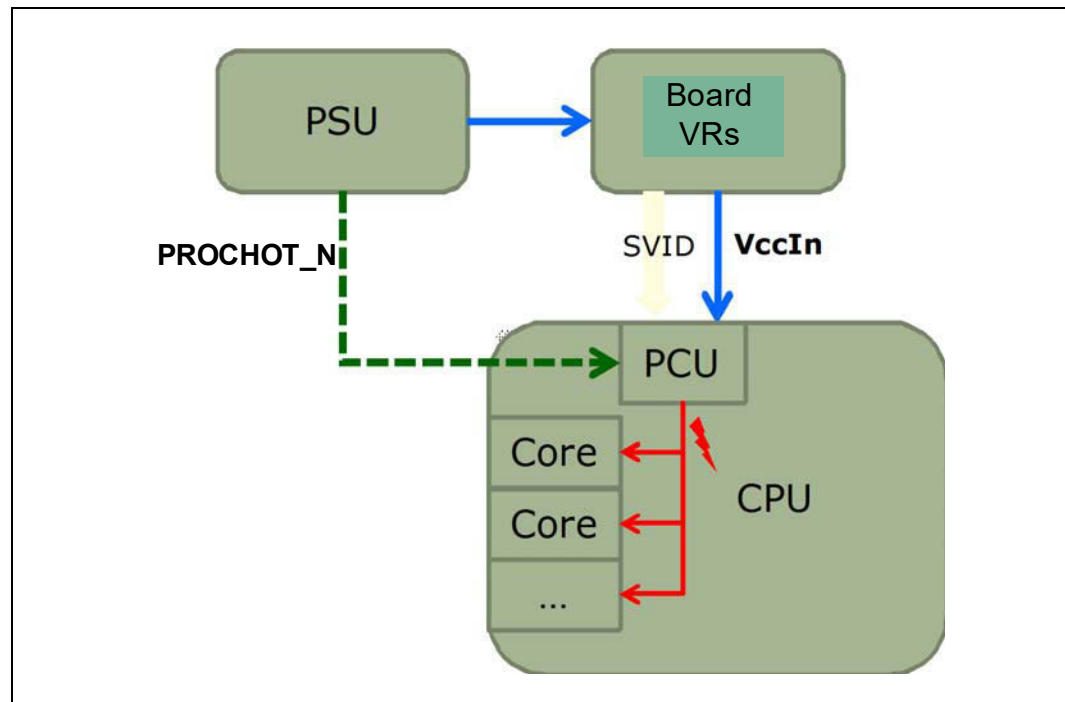 PSU
Board
VRs
PROCHOT_N
SVID
VccIn
PCU
Core
Core
...
CPU